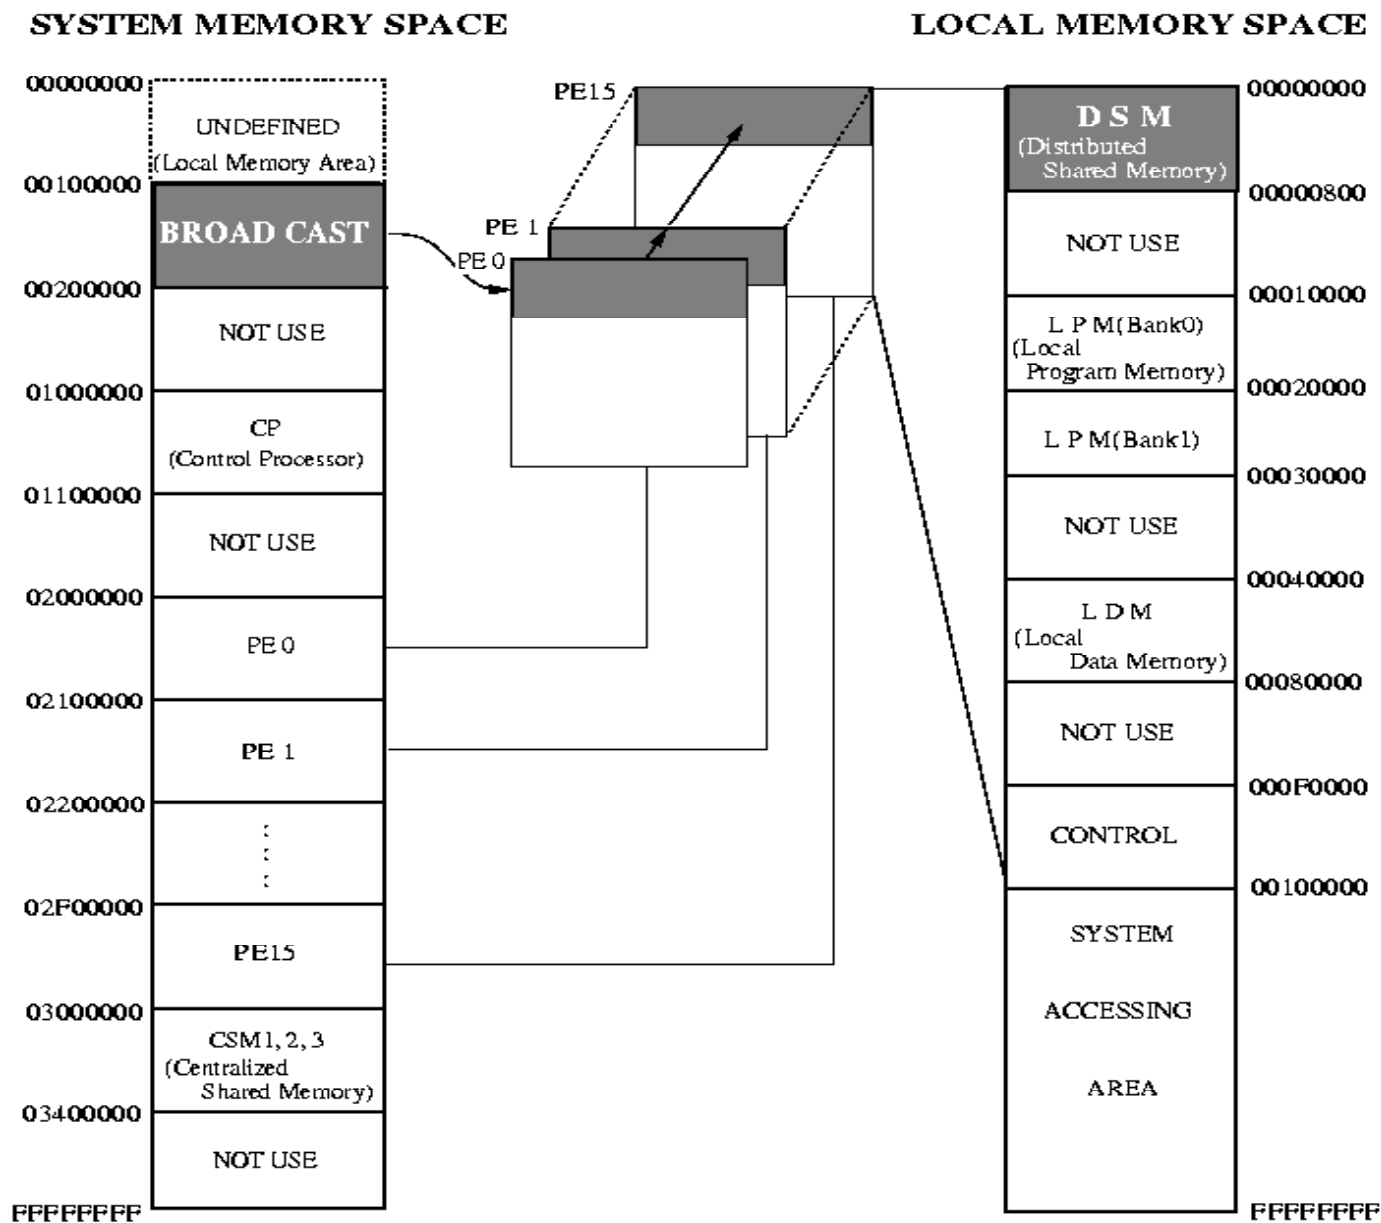 SYSTEM MEMORY SPACE
00000000
UNDEFINED
(Local Memory Area)
00100000
BROAD CAST
00200000
NOT USE
01000000
CP
(Control Processor)
01100000
NOT USE
02000000
PE 0
02100000
PE 1
02200000
02F00000
PE15
03000000
CSM1, 2, 3
(Centralized
Shared Memory)
03400000
NOT USE
FFFFFFFF
PE15
PE 1
PE 0
LOCAL MEMORY SPACE
00000000
D S M
(Distributed
Shared Memory)
00000800
NOT USE
00010000
L P M(Bank0)
(Local
Program Memory)
00020000
L P M(Bank1)
00030000
NOT USE
00040000
L D M
(Local
Data Memory)
00080000
NOT USE
000F0000
CONTROL
00100000
SYSTEM
ACCESSING
AREA
FFFFFFFF